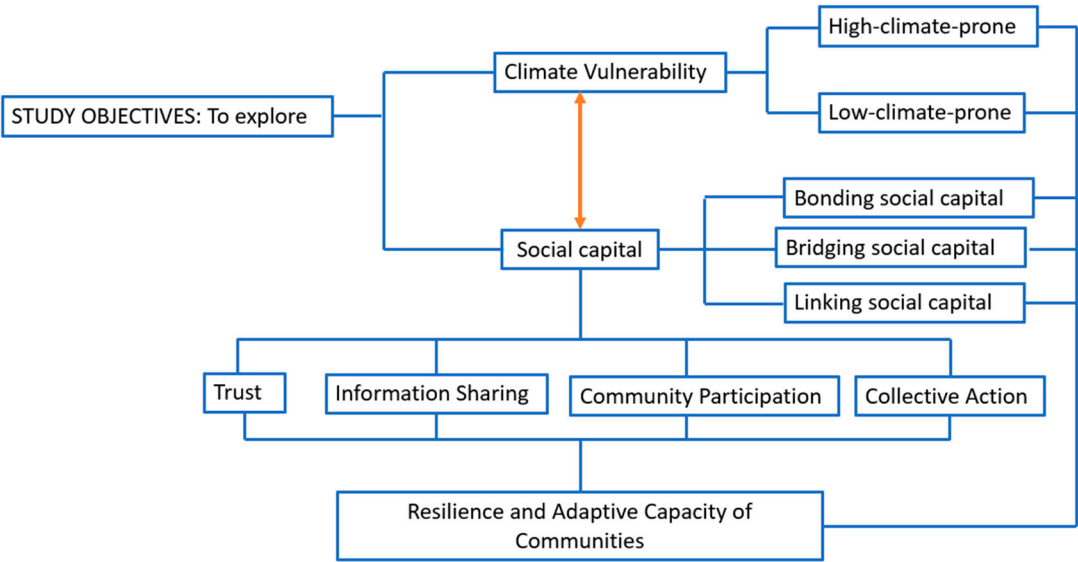 High-climate-prone
Climate Vulnerability
STUDY OBJECTIVES: To explore
Low-climate-prone
Bonding social capital
Social capital
Bridging social capital
Linking social capital
Trust
Information Sharing
Community Participation
Collective Action
Resilience and Adaptive Capacity of
Communities